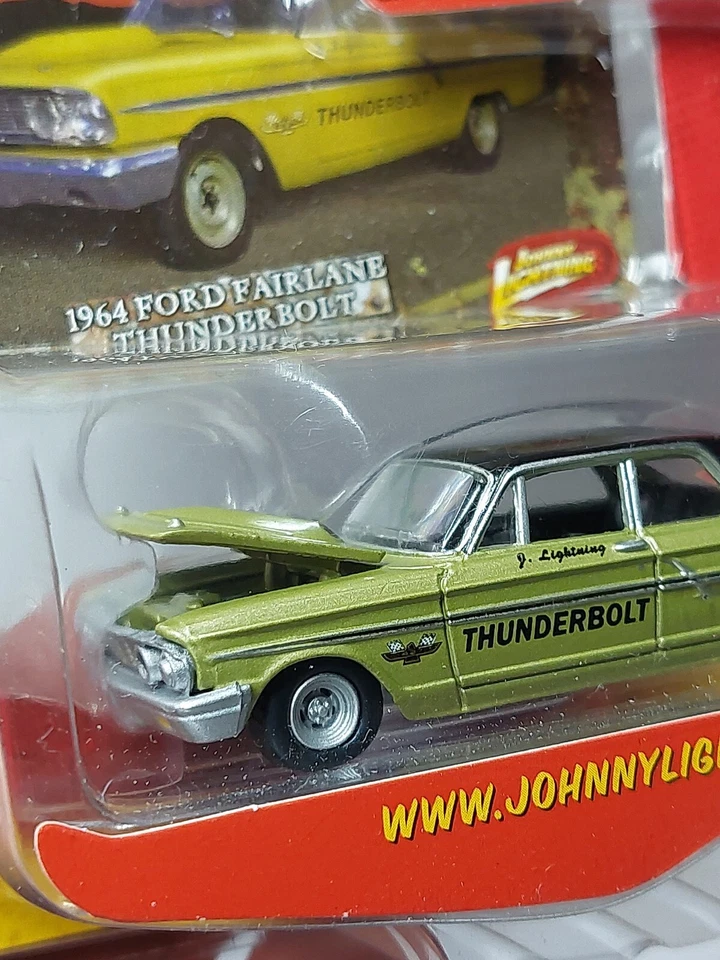 THUNDERBOLT
1964 FORD FAIRLANE
THUNDERBOLT
JOHNNY
LIGHTNING
J. Lightning
THUNDERBOLT
WWW.JOHNNYLIG